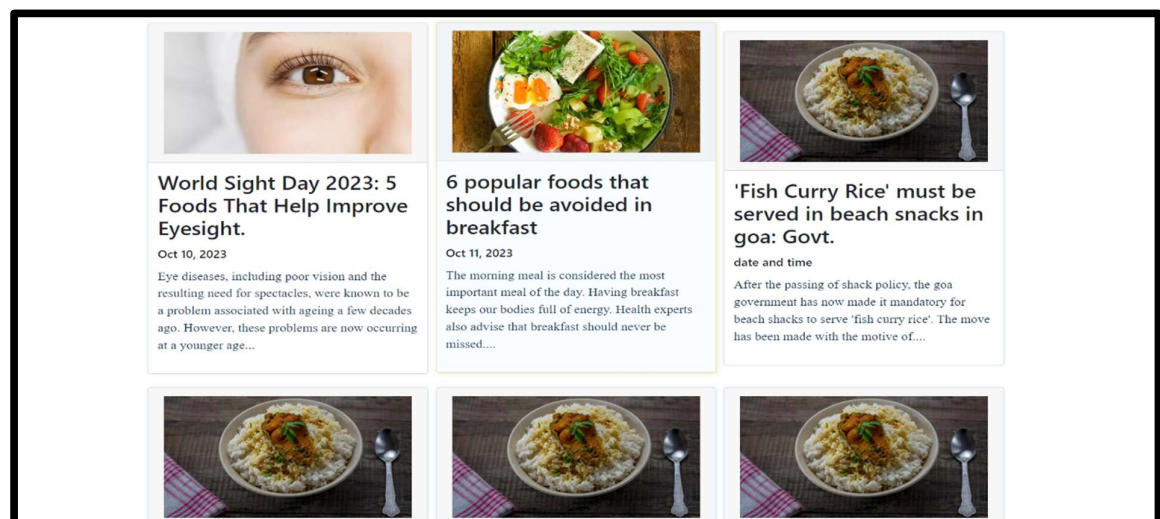 World Sight Day 2023: 5
Foods That Help Improve
Eyesight.
Oct 10, 2023
Eye diseases, including poor vision and the
resulting need for spectacles, were known to be
a problem associated with ageing a few decades
ago. However, these problems are now occurring
at a younger age...
6 popular foods that
should be avoided in
breakfast
Oct 11, 2023
The morning meal is considered the most
important meal of the day. Having breakfast
keeps our bodies full of energy. Health experts
also advise that breakfast should never be
missed....
'Fish Curry Rice' must be
served in beach snacks in
goa: Govt.
date and time
After the passing of shack policy, the goa
government has now made it mandatory for
beach shacks to serve 'fish curry rice'. The move
has been made with the motive of....